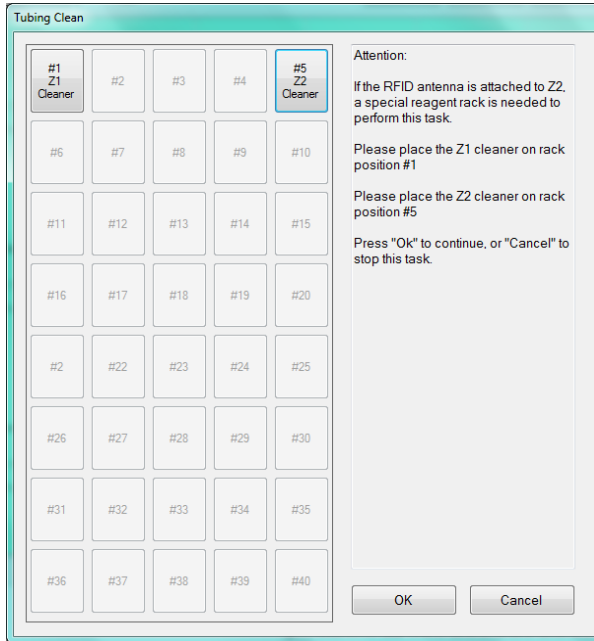 Tubing Clean
#1
Z1
Cleaner
#2
#3
#4
#5
Z2
Cleaner
#6
#7
#8
#9
#10
#11
#12
#13
#14
#15
#16
#17
#18
#19
#20
#2
#22
#23
#24
#25
#26
#27
#28
#29
#30
#31
#32
#33
#34
#35
#36
#37
#38
#39
#40
Attention:
If the RFID antenna is attached to Z2,
a special reagent rack is needed to
perform this task.
Please place the Z1 cleaner on rack
position #1
Please place the Z2 cleaner on rack
position #5
Press "Ok" to continue, or "Cancel" to
stop this task.
OK
Cancel